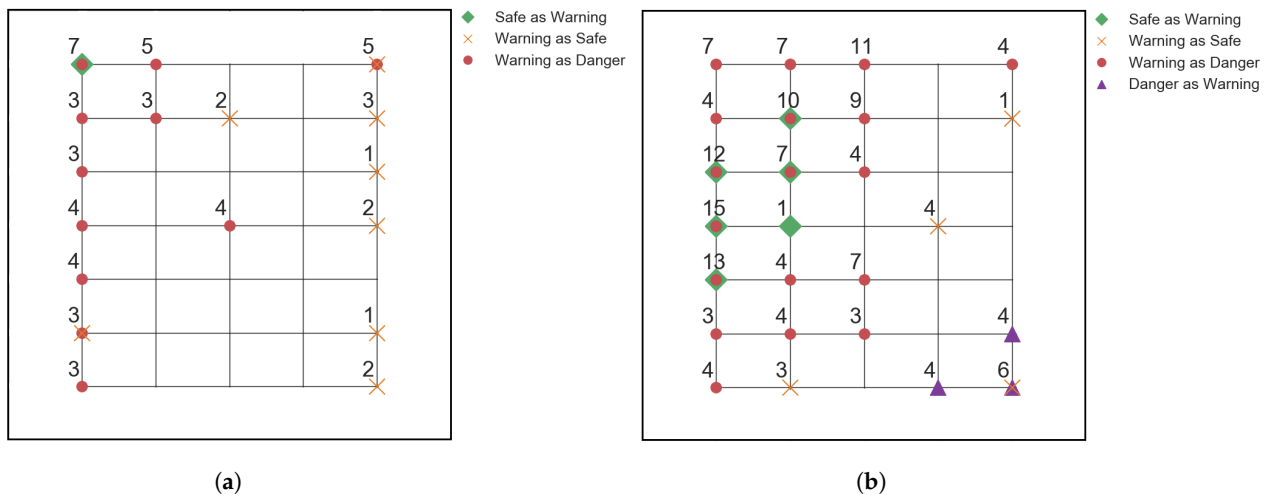 7 5 5
3 3 2 3
3 1
4 4 2
4
3 1
3 2
Safe as Warning
Warning as Safe
Warning as Danger
(a)
7 7 11 4
4 10 9 1
12 7 4
15 1 4
13 4 7
3 4 3 4
4 3 4 6
Safe as Warning
Warning as Safe
Warning as Danger
Danger as Warning
(b)